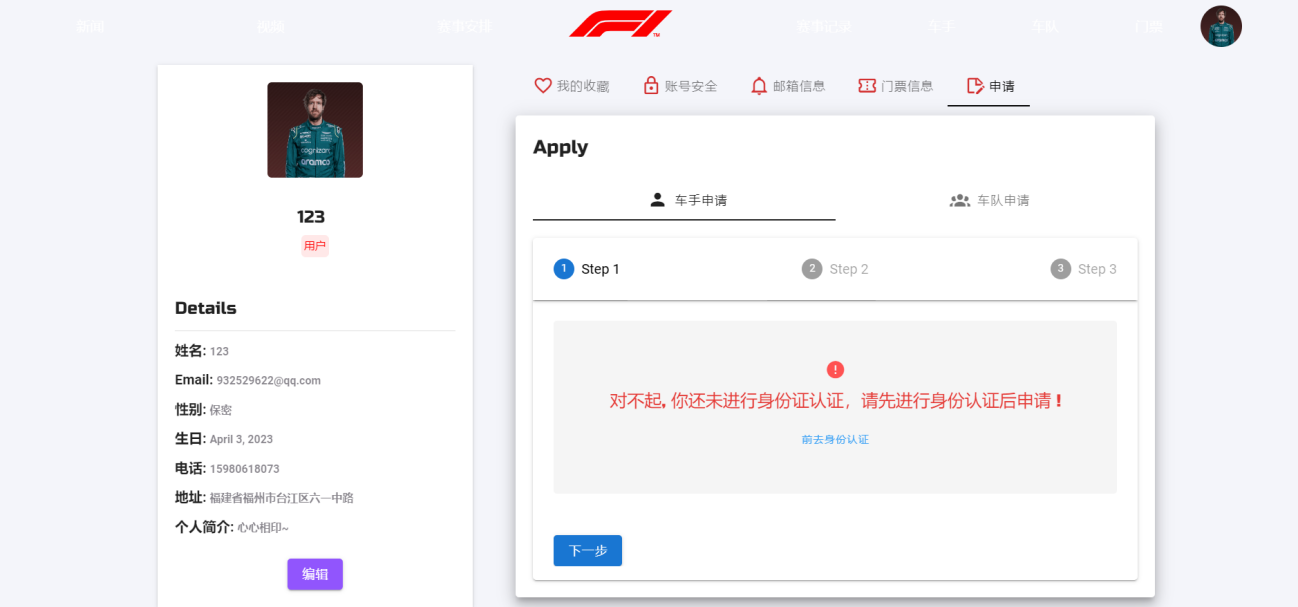 新闻 视频 赛事安排 赛事记录 车手 车队 门票
我的收藏 账号安全 邮箱信息 门票信息 申请
cognizant
aramco
123
用户
Details
姓名: 123
Email: 932529622@qq.com
性别: 保密
生日: April 3, 2023
电话: 15980618073
地址: 福建省福州市台江区六一中路
个人简介: 心心相印~
编辑
Apply
车手申请 车队申请
1 Step 1 2 Step 2 3 Step 3
对不起, 你还未进行身份证认证，请先进行身份认证后申请 !
前去身份认证
下一步